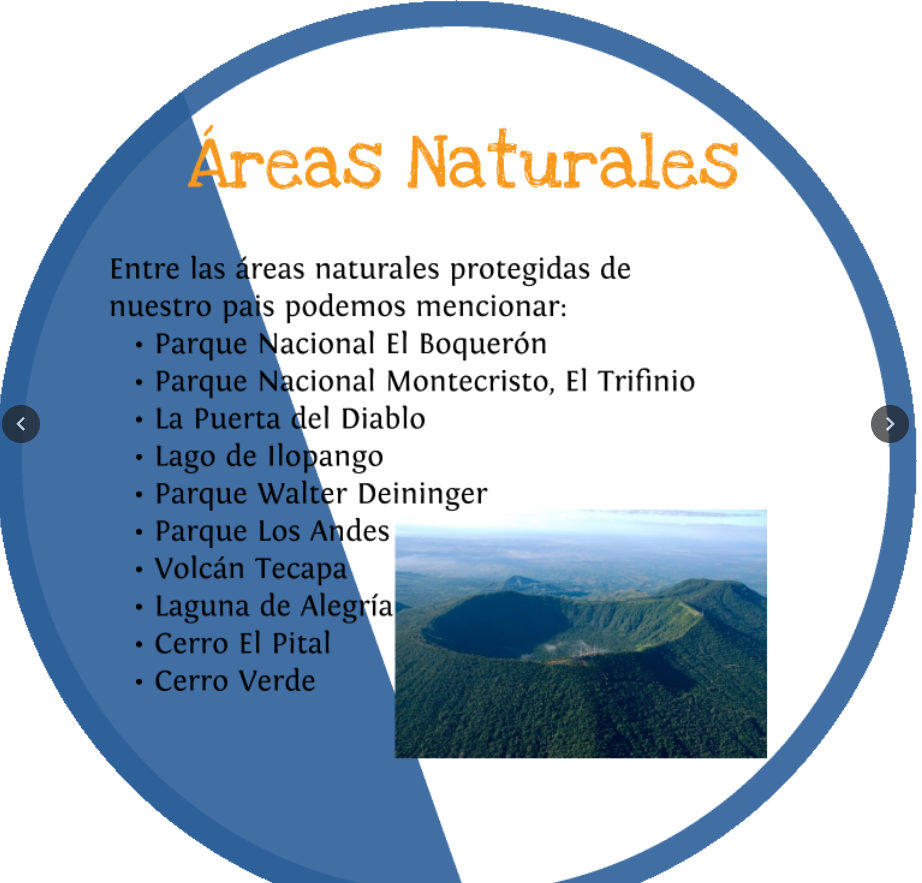 Áreas Naturales
Entre las áreas naturales protegidas de
nuestro pais podemos mencionar:
• Parque Nacional El Boquerón
• Parque Nacional Montecristo, El Trifinio
• La Puerta del Diablo
• Lago de Ilopango
• Parque Walter Deininger
• Parque Los Andes
• Volcán Tecapa
• Laguna de Alegría
• Cerro El Pital
• Cerro Verde